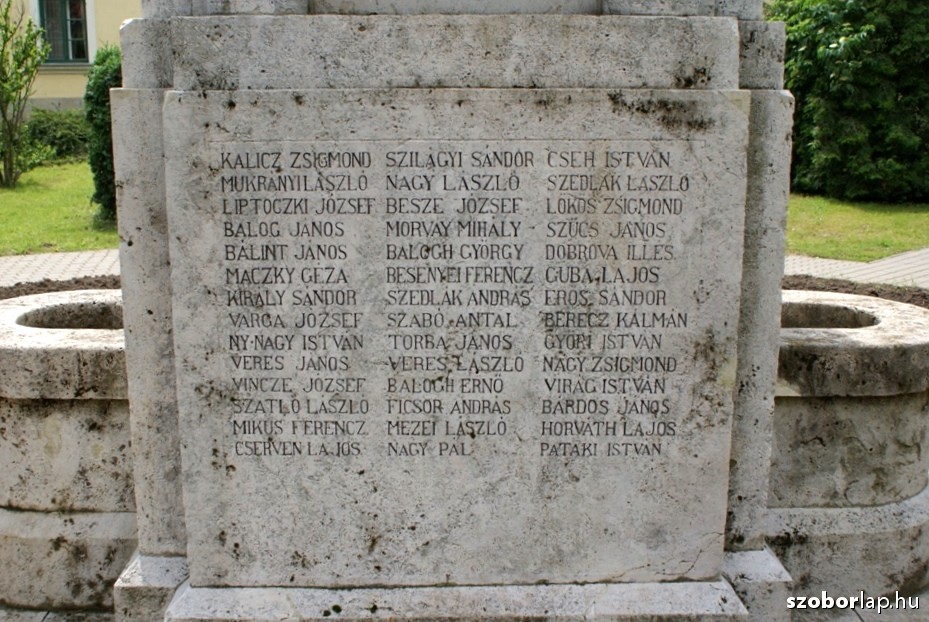 KALICZ ZSIGMOND SZILÁGYI SÁNDOR CSEH ISTVÁN
MUKRÁNYI LÁSZLÓ NAGY LÁSZLÓ SZEDLÁK LÁSZLÓ
LIPTOCZKI JÓZSEF BESZE JÓZSEF LŐKÖS ZSIGMOND
BALOG JÁNOS MORVAY MIHÁLY SZŰCS JÁNOS
BÁLINT JÁNOS BALOGH GYÖRGY DOBROVA ILLÉS
MACZKY GÉZA BESENYEI FERENCZ GUBA LAJOS
KIRÁLY SÁNDOR SZEDLÁK ANDRÁS ERŐS SÁNDOR
VARGA JÓZSEF SZABÓ ANTAL BERECZ KÁLMÁN
NY·NAGY ISTVÁN TORBA JÁNOS GYŐRI ISTVÁN
VERES JÁNOS VERES LÁSZLÓ NAGY ZSIGMOND
VINCZE JÓZSEF BALOGH ERNŐ VIRÁG ISTVÁN
SZATLÓ LÁSZLÓ FICSÓR ANDRÁS BÁRDOS JÁNOS
MIKUS FERENCZ MEZEI LÁSZLÓ HORVÁTH LAJOS
CSERVEN LAJOS NAGY PÁL PATAKI ISTVÁN
szoborlap.hu